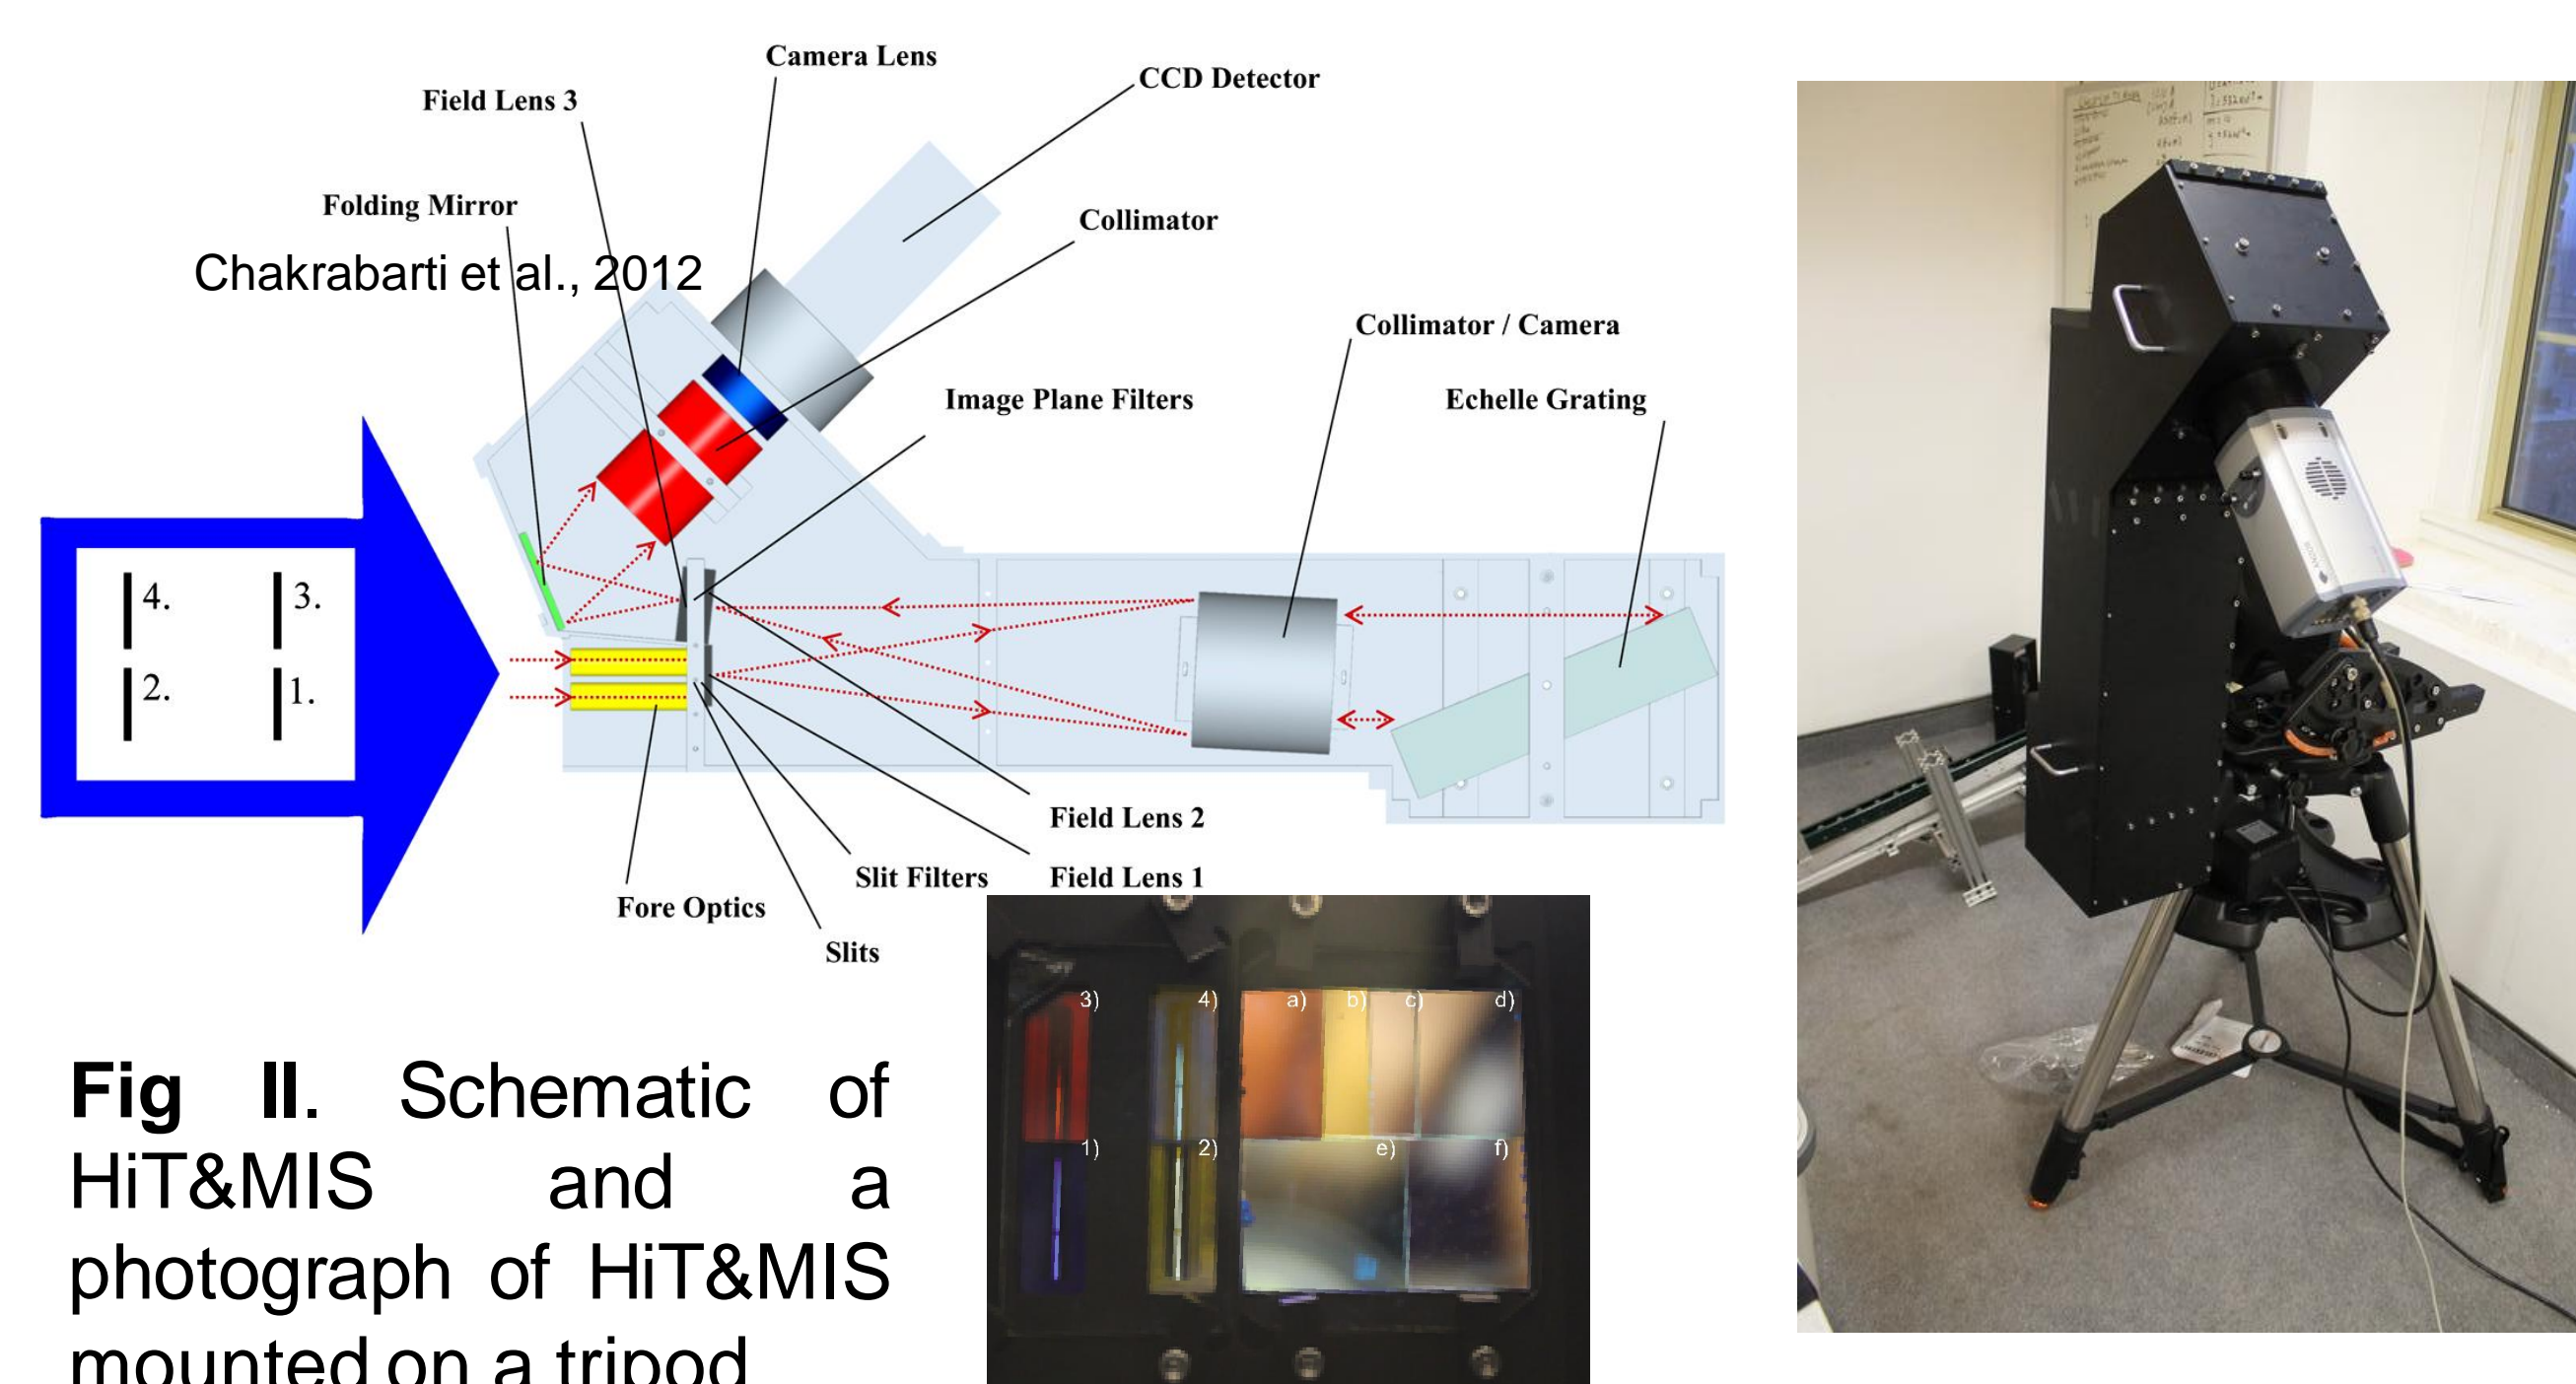 Camera Lens
CCD Detector
Field Lens 3
Folding Mirror
Collimator
Chakrabarti et al., 2012
Collimator / Camera
Image Plane Filters
Echelle Grating
4. 3.
2. 1.
Field Lens 2
Slit Filters Field Lens 1
Fore Optics
Slits
3) 4) a) b) c) d)
1) 2) e) f)
Fig II. Schematic of
HiT&MIS and a
photograph of HiT&MIS
mounted on a tripod
ANDOR